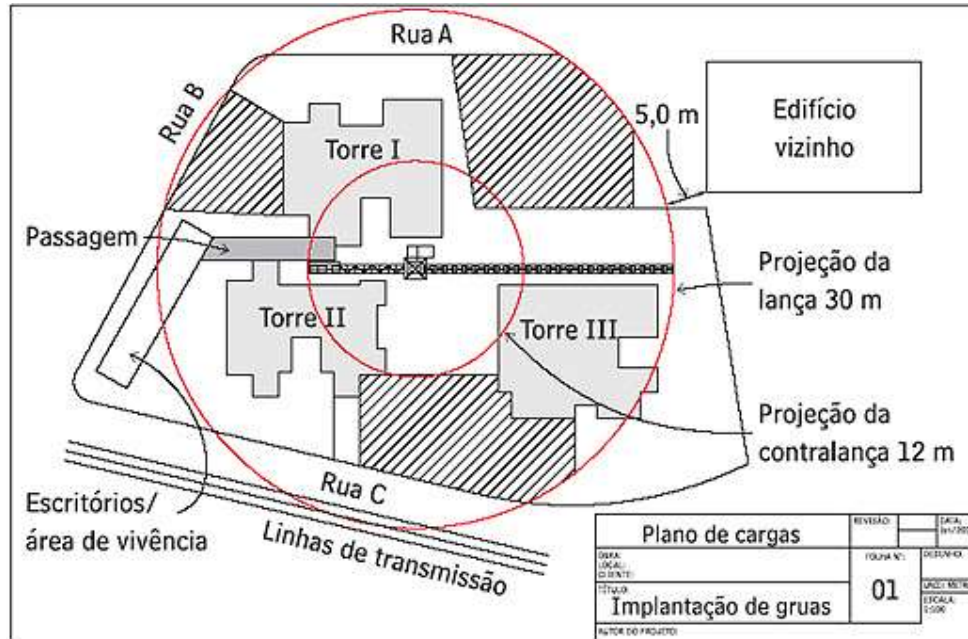 Rua A
Rua B
5,0 m
Edifício
vizinho
Torre I
Passagem
Projeção da
lança 30 m
Torre II
Torre III
Projeção da
contralança 12 m
Rua C
Escritórios/
área de vivência
Linhas de transmissão
Plano de cargas
REVISÃO:
DATA:
OBRA:
LOCAL:
CLIENTE:
FOLHA Nº:
DESENHO:
01
TÍTULO:
Implantação de gruas
ESCALA:
AUTOR DO PROJETO: